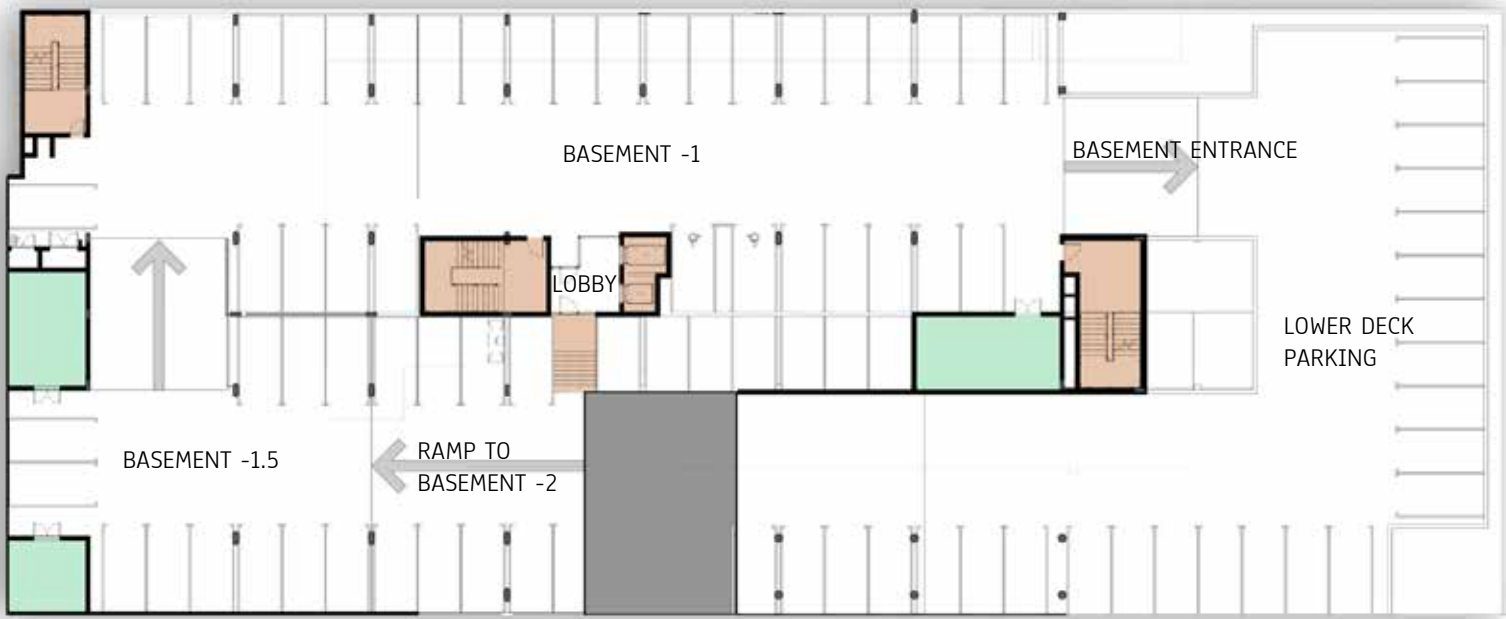 BASEMENT -1
BASEMENT ENTRANCE
LOBBY
LOWER DECK
PARKING
BASEMENT -1.5
RAMP TO
BASEMENT -2